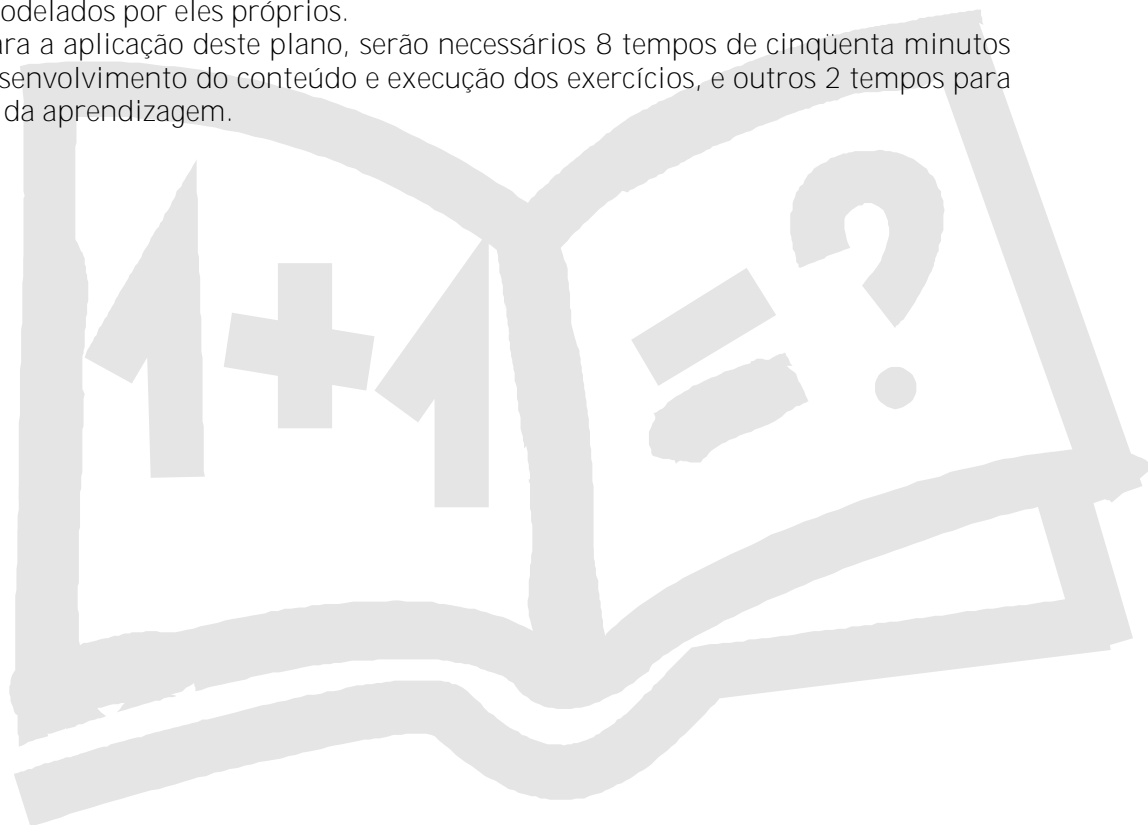 odelados por eles próprios.
ara a aplicação deste plano, serão necessários 8 tempos de cinqüenta minutos
senvolvimento do conteúdo e execução dos exercícios, e outros 2 tempos para
da aprendizagem.
1+1=?